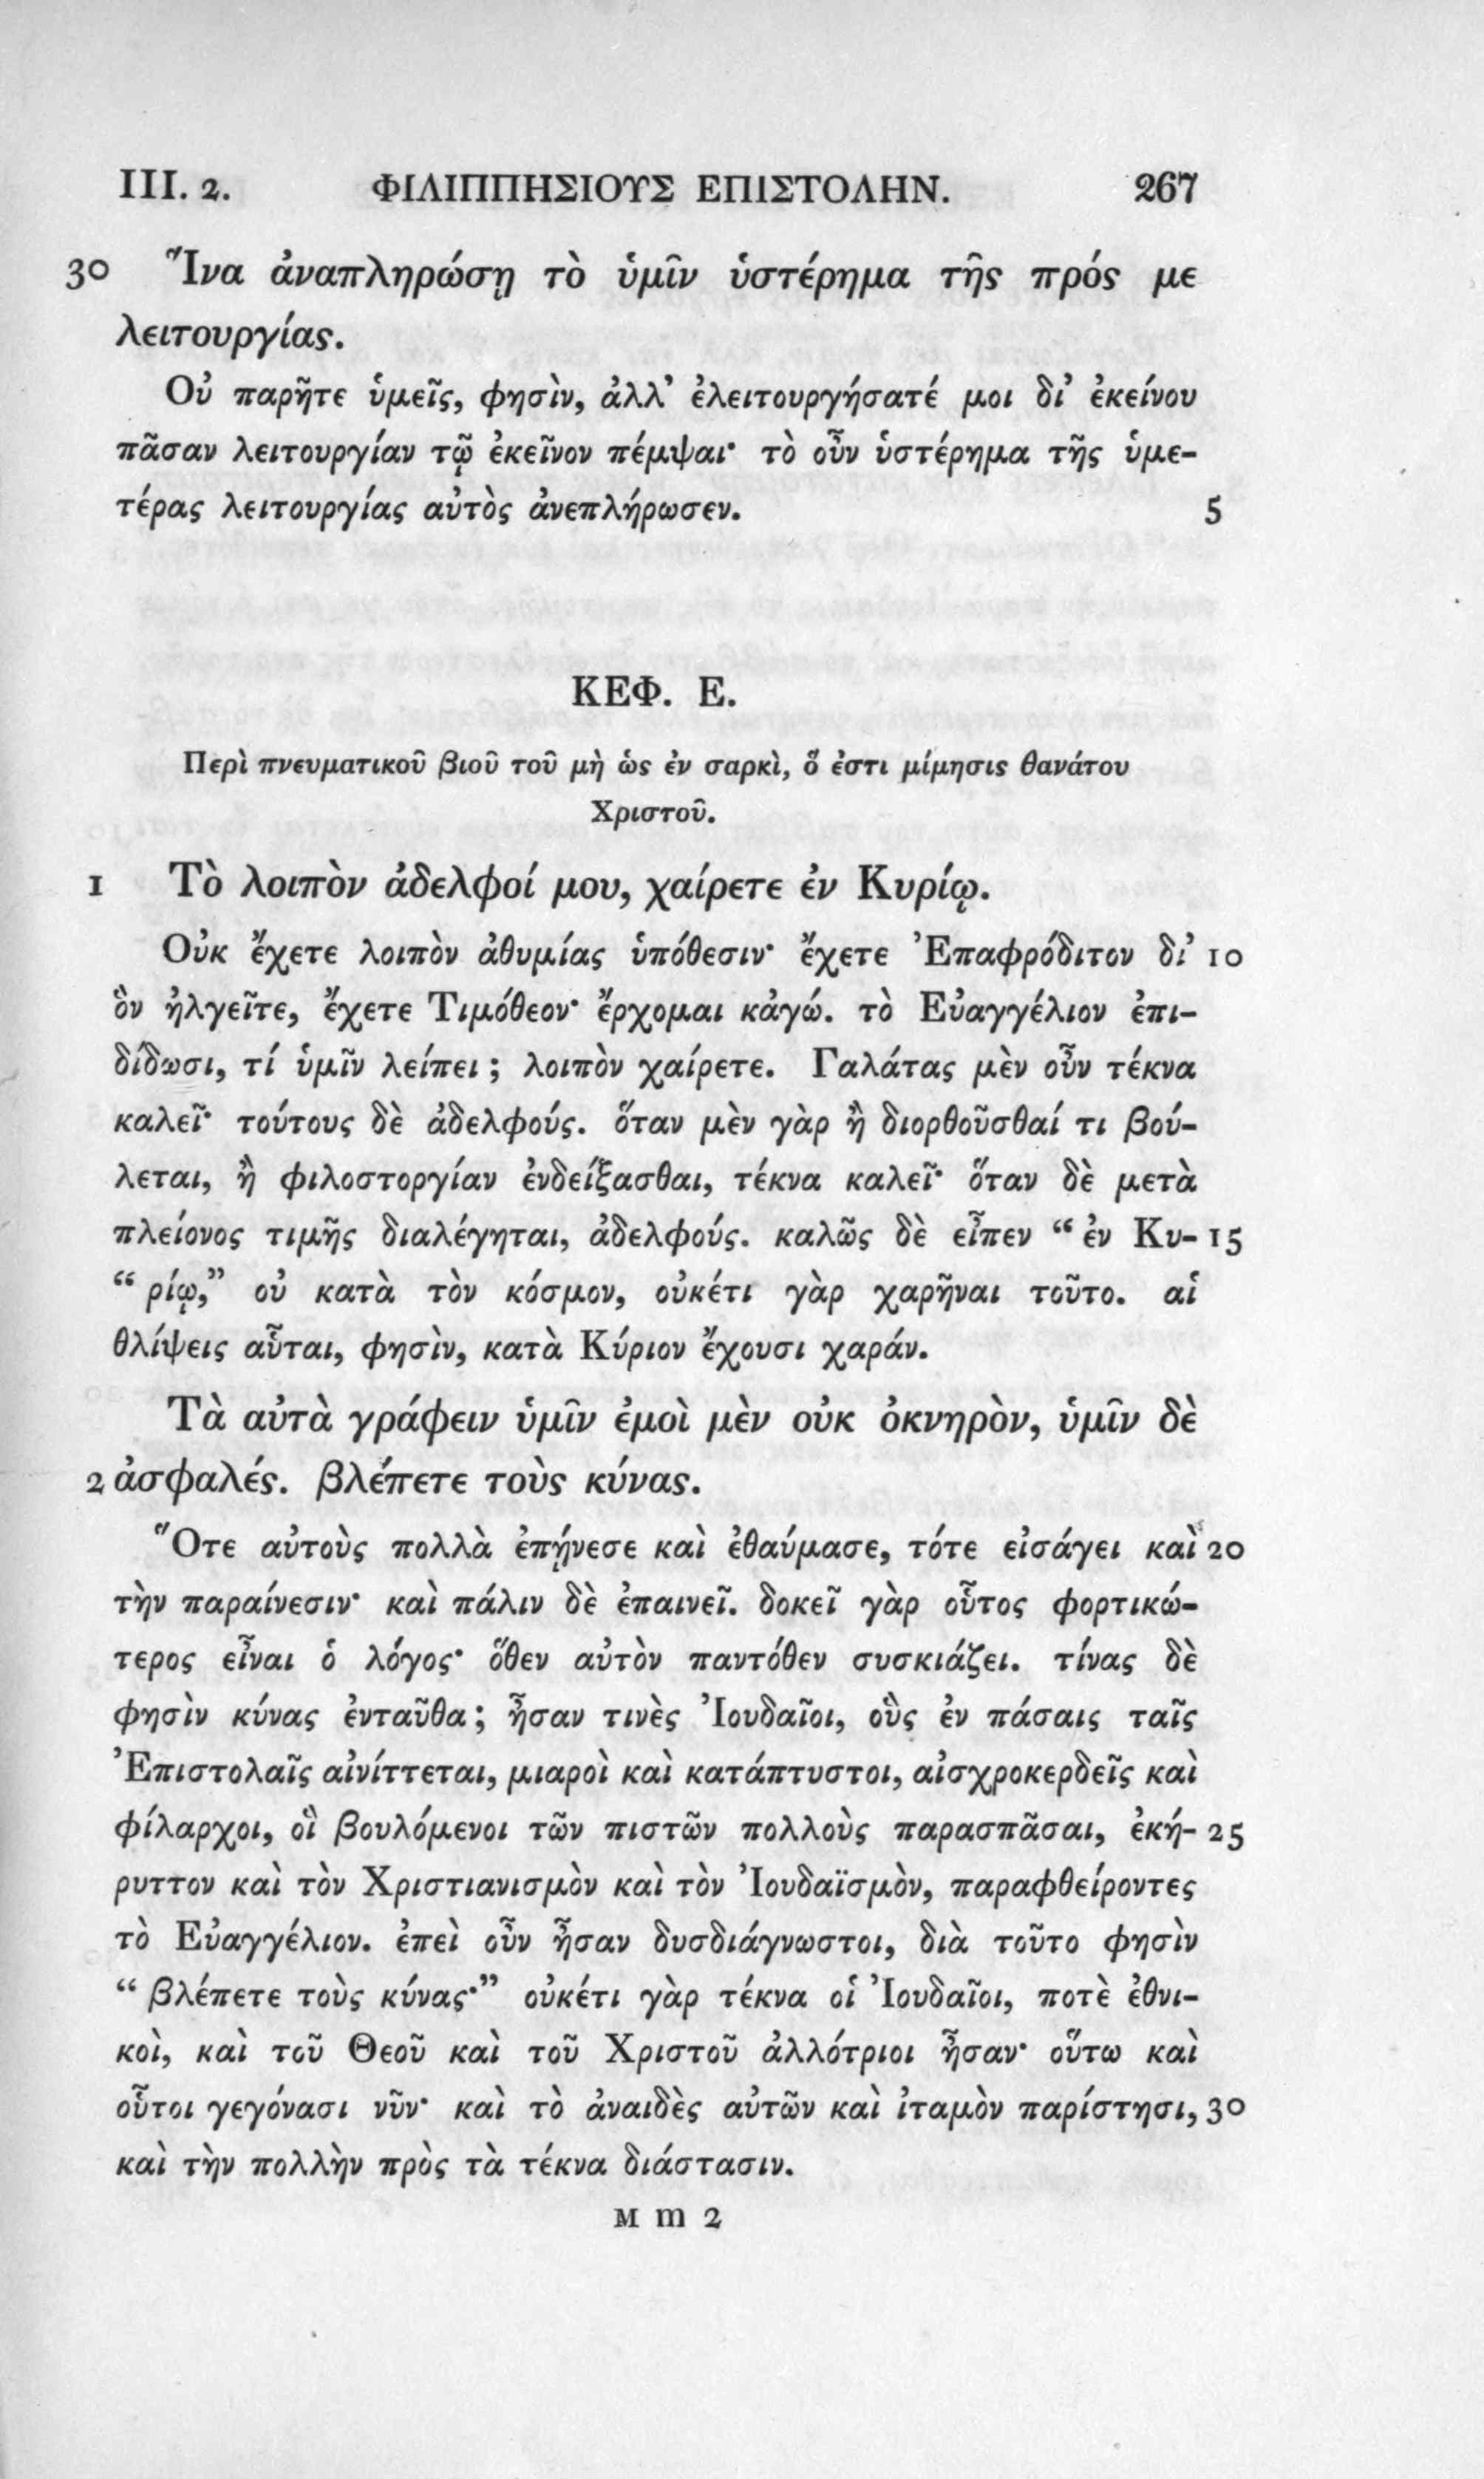 III. 2. ΦΙΛΙΠΠΗΣΙΟΥΣ ΕΠΙΣΤΟΛΗΝ. 267
30 Ἵνα ἀναπληρώσῃ τὸ ὑμῖν ὑστέρημα τῆς πρός με
λειτουργίας.
Οὐ παρῆτε ὑμεῖς, φησὶν, ἀλλ’ ἐλειτουργήσατέ μοι δι’ ἐκείνου
πᾶσαν λειτουργίαν τῷ ἐκεῖνον πέμψαι· τὸ οὖν ὑστέρημα τῆς ὑμε-
τέρας λειτουργίας αὐτὸς ἀνεπλήρωσεν. 5
ΚΕΦ. Ε.
Περὶ πνευματικοῦ βιοῦ τοῦ μὴ ὡς ἐν σαρκὶ, ὅ ἐστι μίμησις θανάτου
Χριστοῦ.
1 Τὸ λοιπὸν ἀδελφοί μου, χαίρετε ἐν Κυρίῳ.
Οὐκ ἔχετε λοιπὸν ἀθυμίας ὑπόθεσιν· ἔχετε Ἐπαφρόδιτον δι’ 10
ὃν ἠλγεῖτε, ἔχετε Τιμόθεον· ἔρχομαι κἀγώ. τὸ Εὐαγγέλιον ἐπι-
δίδωσι, τί ὑμῖν λείπει ; λοιπὸν χαίρετε. Γαλάτας μὲν οὖν τέκνα
καλεῖ· τούτους δὲ ἀδελφούς. ὅταν μὲν γὰρ ἢ διορθοῦσθαί τι βού-
λεται, ἢ φιλοστοργίαν ἐνδείξασθαι, τέκνα καλεῖ· ὅταν δὲ μετὰ
πλείονος τιμῆς διαλέγηται, ἀδελφούς. καλῶς δὲ εἶπεν “ ἐν Κυ- 15
“ ρίῳ,” οὐ κατὰ τὸν κόσμον, οὐκέτι γὰρ χαρῆναι τοῦτο. αἱ
θλίψεις αὗται, φησὶν, κατὰ Κύριον ἔχουσι χαράν.
Τὰ αὐτὰ γράφειν ὑμῖν ἐμοὶ μὲν οὐκ ὀκνηρὸν, ὑμῖν δὲ
2 ἀσφαλές. βλέπετε τοὺς κύνας.
Ὅτε αὐτοὺς πολλὰ ἐπῄνεσε καὶ ἐθαύμασε, τότε εἰσάγει καὶ 20
τὴν παραίνεσιν· καὶ πάλιν δὲ ἐπαινεῖ. δοκεῖ γὰρ οὗτος φορτικώ-
τερος εἶναι ὁ λόγος· ὅθεν αὐτὸν παντόθεν συσκιάζει. τίνας δὲ
φησὶν κύνας ἐνταῦθα ; ἦσαν τινὲς Ἰουδαῖοι, οὓς ἐν πάσαις ταῖς
Ἐπιστολαῖς αἰνίττεται, μιαροὶ καὶ κατάπτυστοι, αἰσχροκερδεῖς καὶ
φίλαρχοι, οἳ βουλόμενοι τῶν πιστῶν πολλοὺς παρασπᾶσαι, ἐκή- 25
ρυττον καὶ τὸν Χριστιανισμὸν καὶ τὸν Ἰουδαϊσμὸν, παραφθείροντες
τὸ Εὐαγγέλιον. ἐπεὶ οὖν ἦσαν δυσδιάγνωστοι, διὰ τοῦτο φησὶν
“ βλέπετε τοὺς κύνας·” οὐκέτι γὰρ τέκνα οἱ Ἰουδαῖοι, ποτὲ ἐθνι-
κοὶ, καὶ τοῦ Θεοῦ καὶ τοῦ Χριστοῦ ἀλλότριοι ἦσαν· οὕτω καὶ
οὗτοι γεγόνασι νῦν· καὶ τὸ ἀναιδὲς αὐτῶν καὶ ἰταμὸν παρίστησι, 30
καὶ τὴν πολλὴν πρὸς τὰ τέκνα διάστασιν.
M m 2